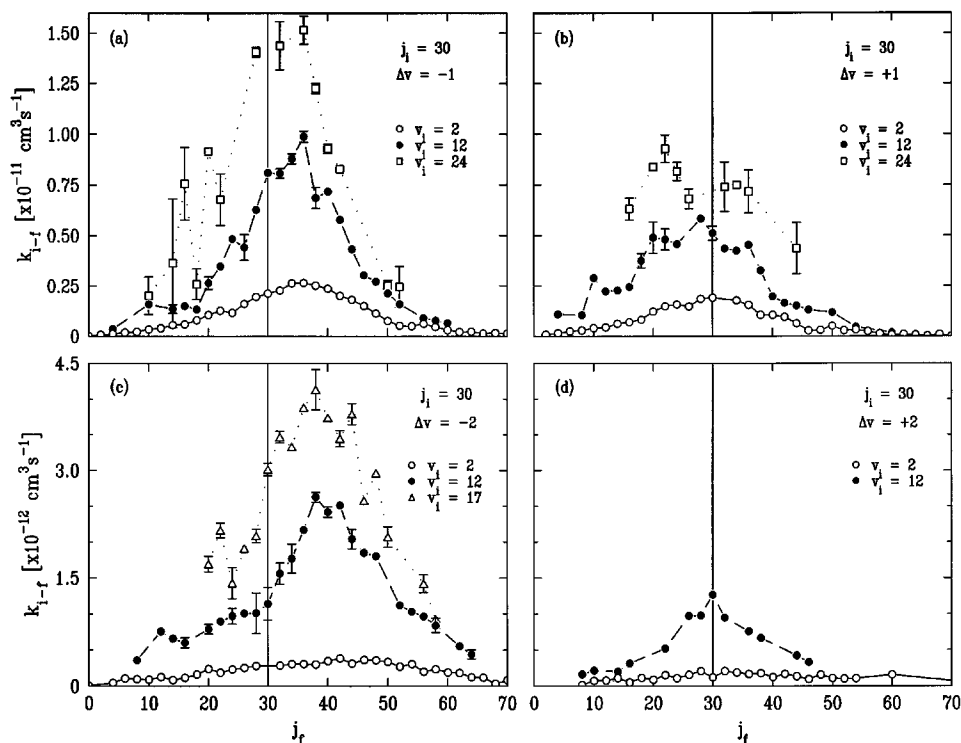 (a)
j_i = 30
Δv = -1
v_i = 2
v_i = 12
v_i = 24
1.50
1.25
1.00
0.75
0.50
0.25
0
k_{i-f} [x10^{-11} cm^3s^{-1}]
(b)
j_i = 30
Δv = +1
v_i = 2
v_i = 12
v_i = 24
(c)
j_i = 30
Δv = -2
v_i = 2
v_i = 12
v_i = 17
4.5
3.0
1.5
0
k_{i-f} [x10^{-12} cm^3s^{-1}]
0 10 20 30 40 50 60 70
j_f
(d)
j_i = 30
Δv = +2
v_i = 2
v_i = 12
0 10 20 30 40 50 60 70
j_f